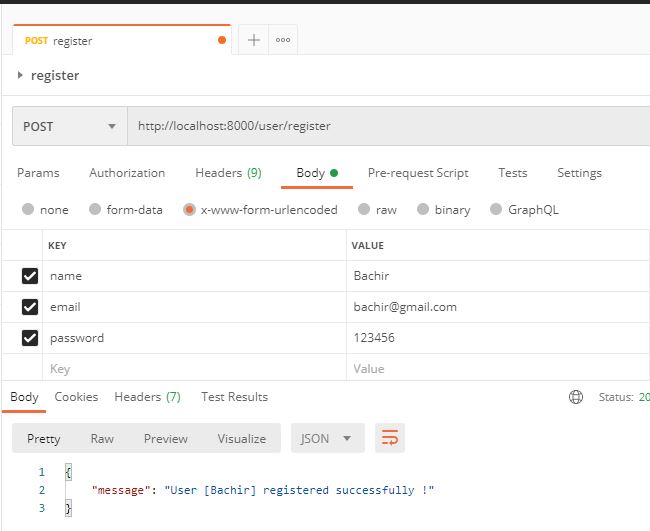 POST register
register
POST http://localhost:8000/user/register
Params Authorization Headers (9) Body Pre-request Script Tests Settings
none form-data x-www-form-urlencoded raw binary GraphQL
KEY VALUE
name Bachir
email bachir@gmail.com
password 123456
Key Value
Body Cookies Headers (7) Test Results Status: 20
Pretty Raw Preview Visualize JSON
1 {
2 "message": "User [Bachir] registered successfully !"
3 }